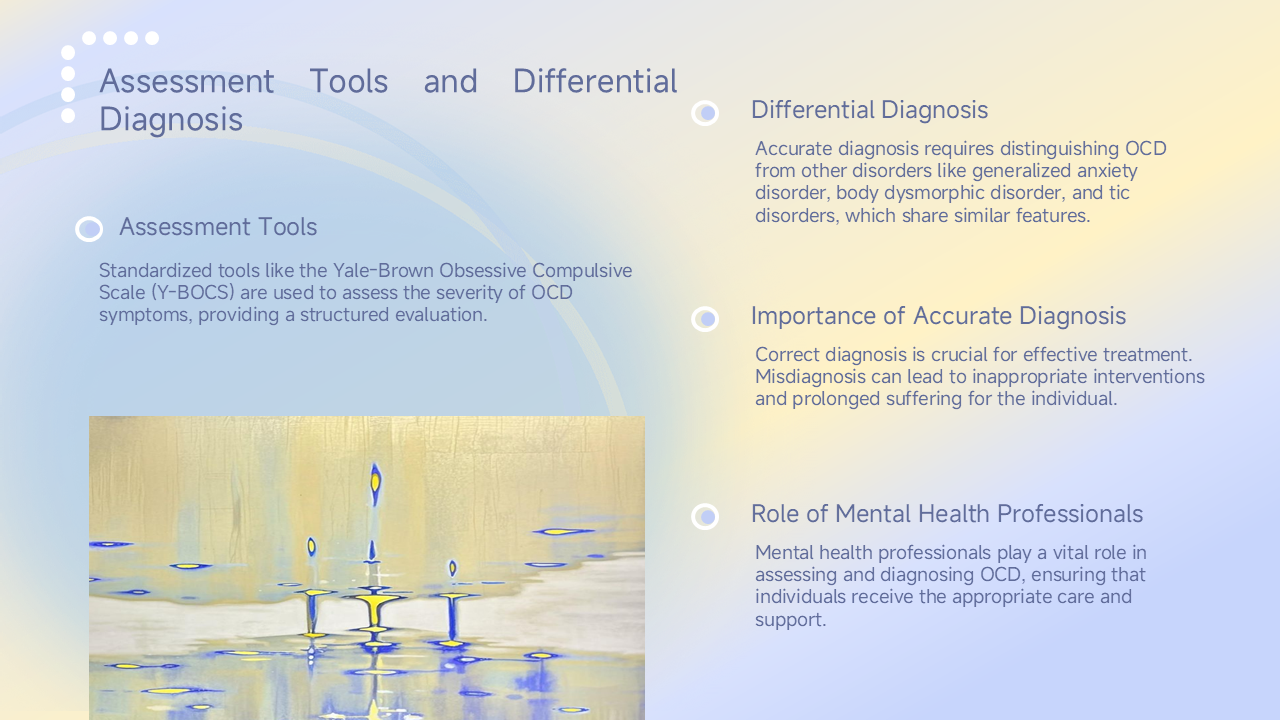 Assessment Tools and Differential
Diagnosis
Assessment Tools
Standardized tools like the Yale-Brown Obsessive Compulsive
Scale (Y-BOCS) are used to assess the severity of OCD
symptoms, providing a structured evaluation.
Differential Diagnosis
Accurate diagnosis requires distinguishing OCD
from other disorders like generalized anxiety
disorder, body dysmorphic disorder, and tic
disorders, which share similar features.
Importance of Accurate Diagnosis
Correct diagnosis is crucial for effective treatment.
Misdiagnosis can lead to inappropriate interventions
and prolonged suffering for the individual.
Role of Mental Health Professionals
Mental health professionals play a vital role in
assessing and diagnosing OCD, ensuring that
individuals receive the appropriate care and
support.